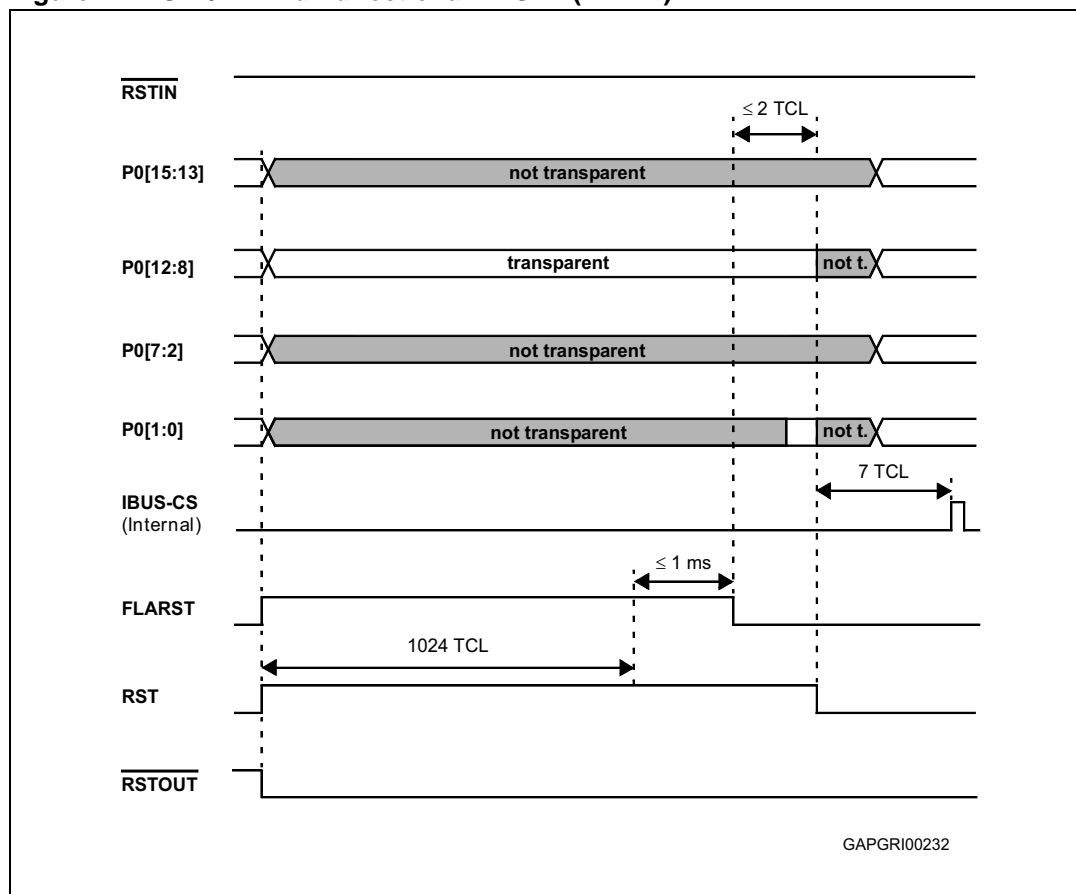 RSTIN
≤ 2 TCL
P0[15:13]
not transparent
P0[12:8]
transparent
not t.
P0[7:2]
not transparent
P0[1:0]
not transparent
not t.
7 TCL
IBUS-CS
(Internal)
≤ 1 ms
FLARST
1024 TCL
RST
RSTOUT
GAPGRI00232